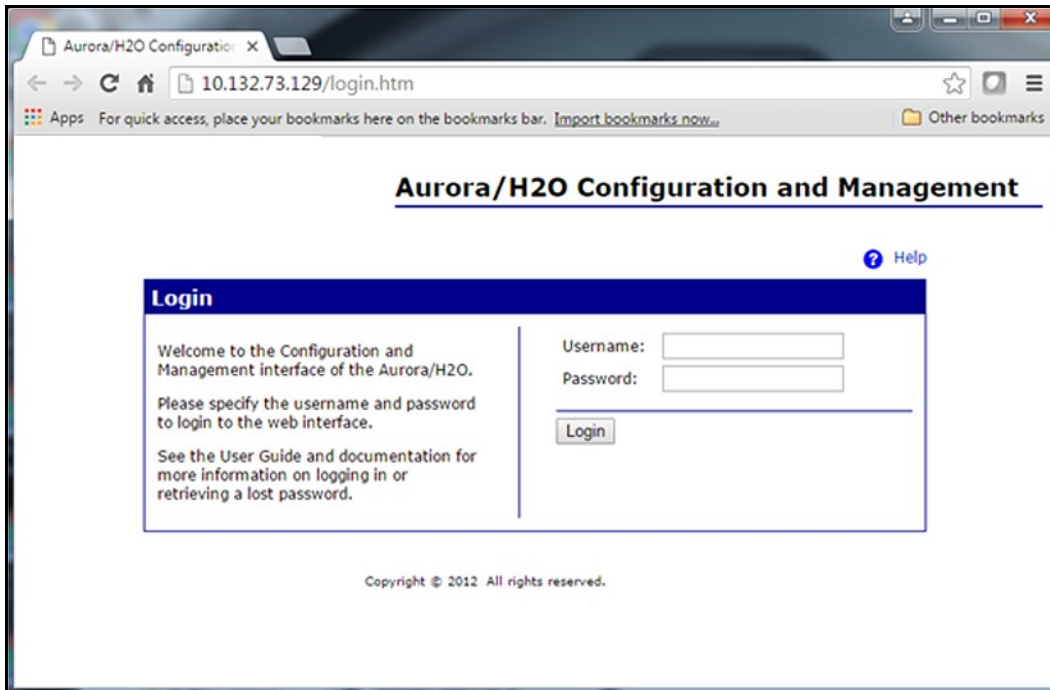 Aurora/H2O Configuration
10.132.73.129/login.htm
Apps For quick access, place your bookmarks here on the bookmarks bar. Import bookmarks now... Other bookmarks
Aurora/H2O Configuration and Management
? Help
Login
Welcome to the Configuration and
Management interface of the Aurora/H2O.
Please specify the username and password
to login to the web interface.
See the User Guide and documentation for
more information on logging in or
retrieving a lost password.
Username:
Password:
Login
Copyright © 2012 All rights reserved.